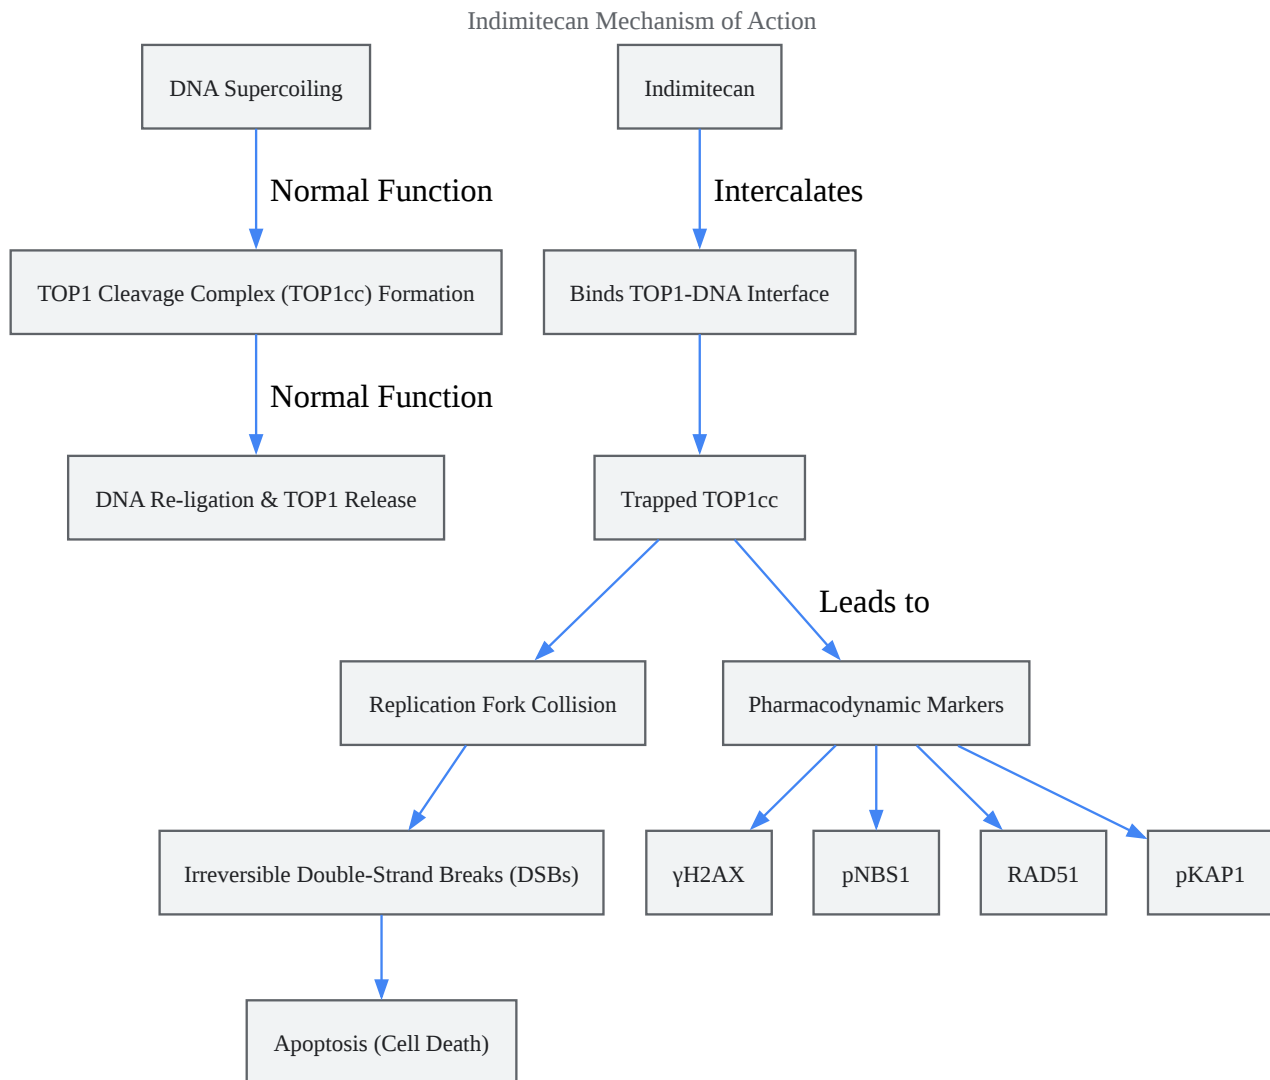 Indimitecan Mechanism of Action
DNA Supercoiling
Indimitecan
Normal Function
Intercalates
TOP1 Cleavage Complex (TOP1cc) Formation
Binds TOP1-DNA Interface
Normal Function
DNA Re-ligation & TOP1 Release
Trapped TOP1cc
Leads to
Replication Fork Collision
Pharmacodynamic Markers
Irreversible Double-Strand Breaks (DSBs)
γH2AX
pNBS1
RAD51
pKAP1
Apoptosis (Cell Death)